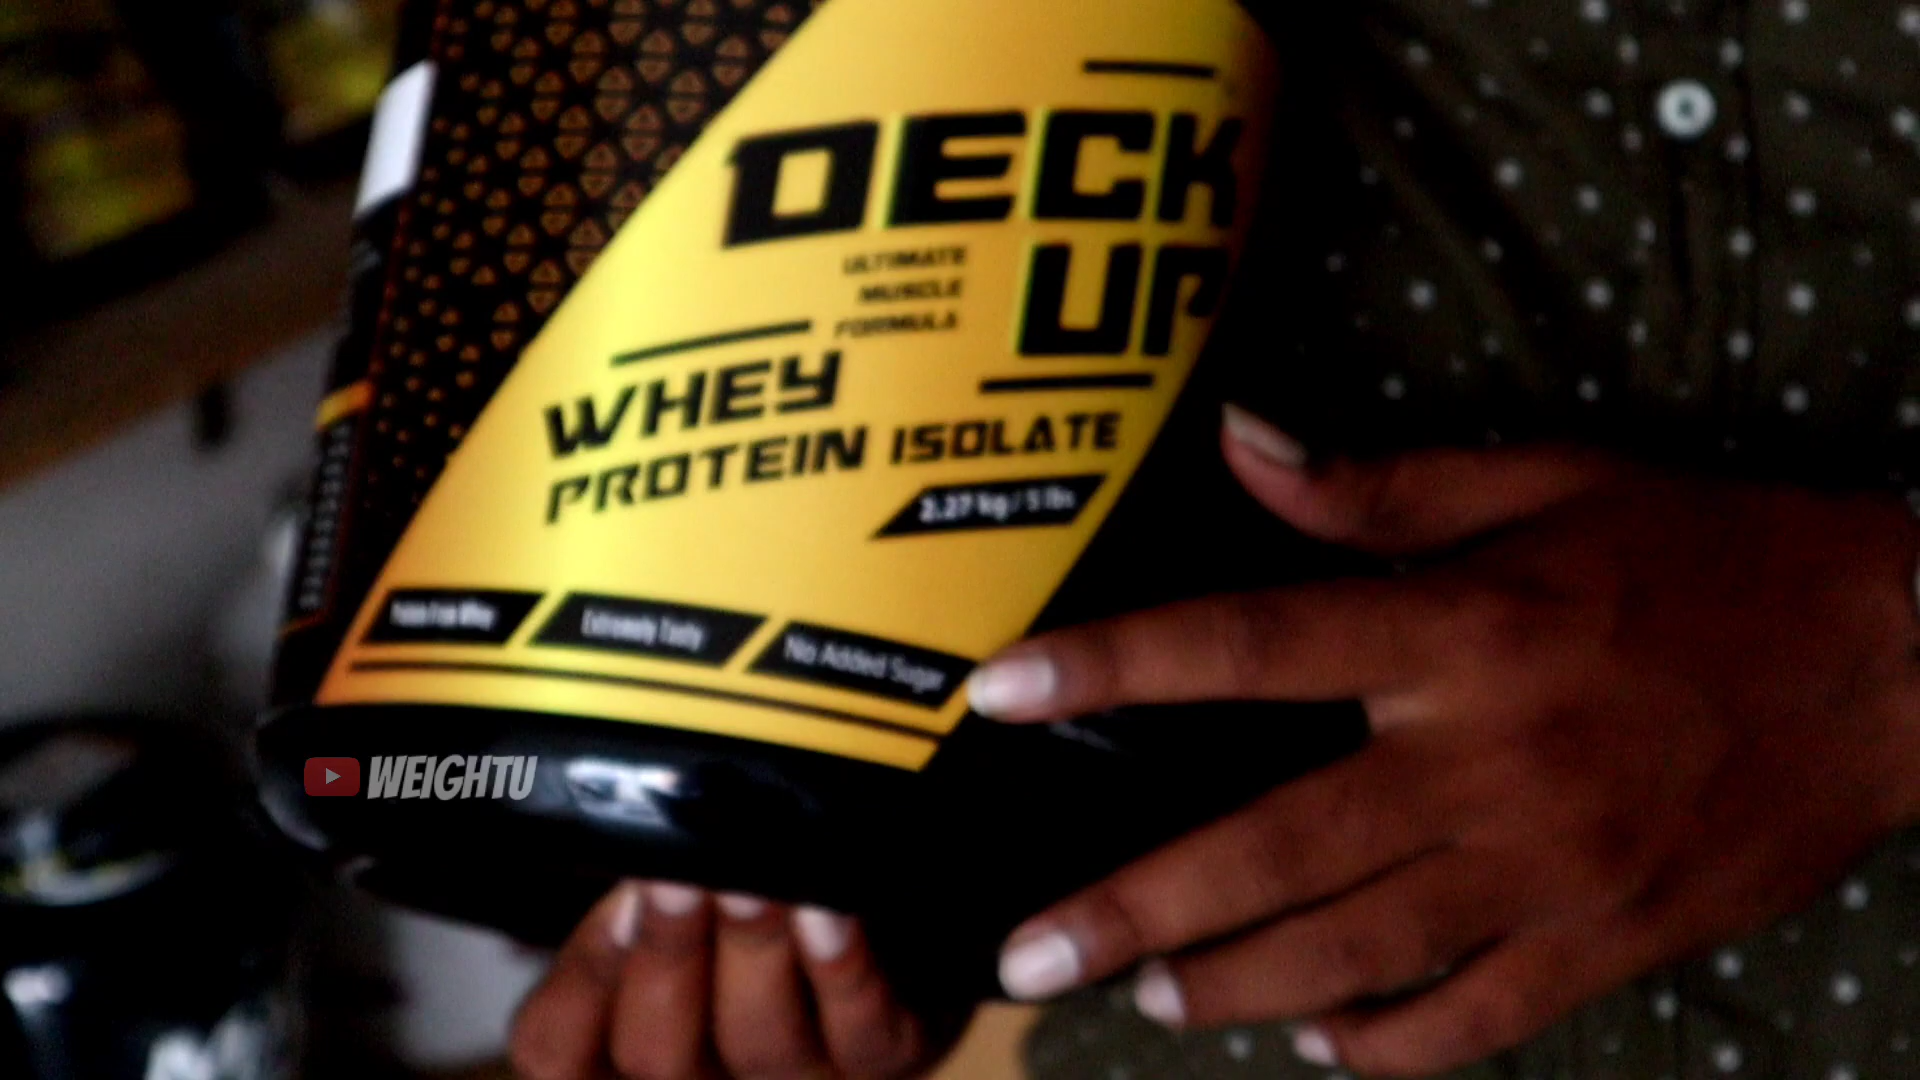 DECK
UP
ULTIMATE
MUSCLE
FORMULA
WHEY
PROTEIN ISOLATE
2.27 kg / 5 lbs.
Extremely Tasty
No Added Sugar
WEIGHTU